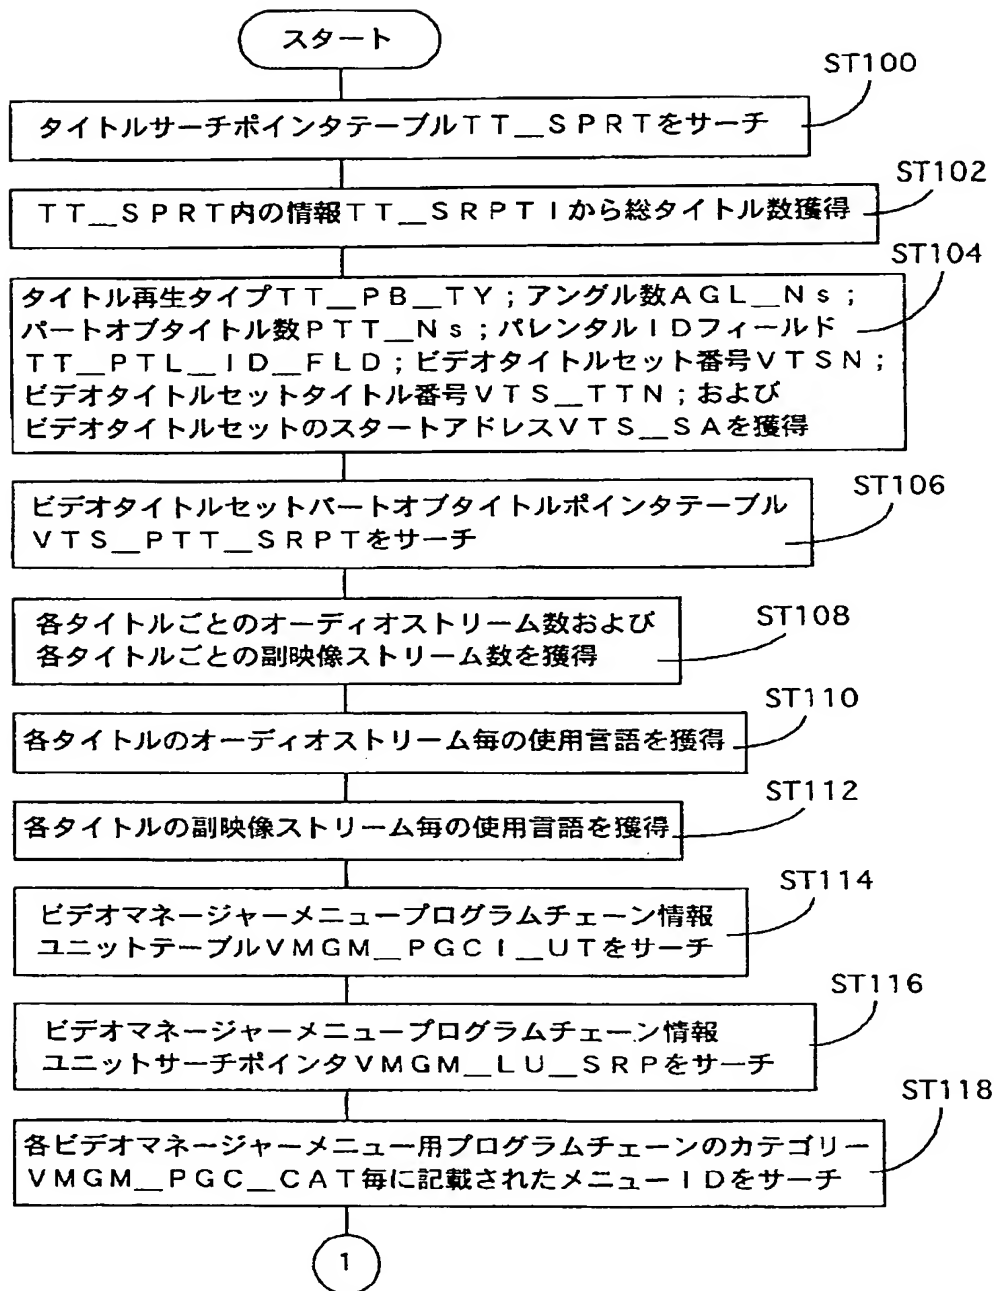 スタート
ST100
タイトルサーチポインタテーブルTT__SPRTをサーチ
ST102
TT__SPRT内の情報TT__SRPTIから総タイトル数獲得
ST104
タイトル再生タイプTT__PB__TY；アングル数AGL__Ns；
パートオブタイトル数PTT__Ns；パレンタルIDフィールド
TT__PTL__ID__FLD；ビデオタイトルセット番号VTSN；
ビデオタイトルセットタイトル番号VTS__TTN；および
ビデオタイトルセットのスタートアドレスVTS__SAを獲得
ST106
ビデオタイトルセットパートオブタイトルポインタテーブル
VTS__PTT__SRPTをサーチ
ST108
各タイトルごとのオーディオストリーム数および
各タイトルごとの副映像ストリーム数を獲得
ST110
各タイトルのオーディオストリーム毎の使用言語を獲得
ST112
各タイトルの副映像ストリーム毎の使用言語を獲得
ST114
ビデオマネージャーメニュープログラムチェーン情報
ユニットテーブルVMGM__PGCI__UTをサーチ
ST116
ビデオマネージャーメニュープログラムチェーン情報
ユニットサーチポインタVMGM__LU__SRPをサーチ
ST118
各ビデオマネージャーメニュー用プログラムチェーンのカテゴリー
VMGM__PGC__CAT毎に記載されたメニューIDをサーチ
1